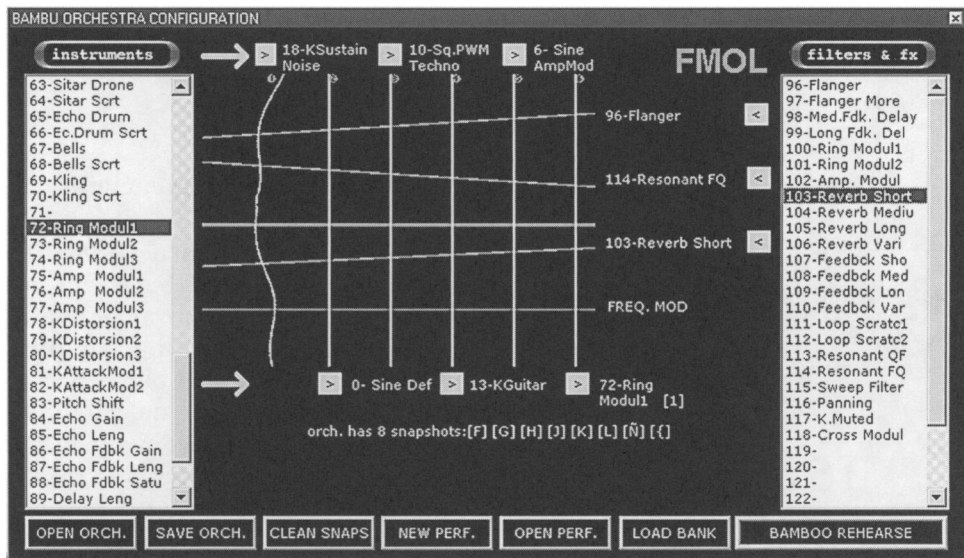 BAMBU ORCHESTRA CONFIGURATION
instruments
63-Sitar Drone
64-Sitar Scrt
65-Echo Drum
66-Ec.Drum Scrt
67-Bells
68-Bells Scrt
69-Kling
70-Kling Scrt
71-
72-Ring Modul1
73-Ring Modul2
74-Ring Modul3
75-Amp Modul1
76-Amp Modul2
77-Amp Modul3
78-KDistorsion1
79-KDistorsion2
80-KDistorsion3
81-KAttackMod1
82-KAttackMod2
83-Pitch Shift
84-Echo Gain
85-Echo Leng
86-Echo Fdbk Gain
87-Echo Fdbk Leng
88-Echo Fdbk Satu
89-Delay Leng
> 18-KSustain
Noise
> 10-Sq.PWM
Techno
> 6- Sine
AmpMod
FMOL
96-Flanger <
114-Resonant FQ <
103-Reverb Short <
FREQ. MOD
> 0- Sine Def
> 13-KGuitar
> 72-Ring
Modul1 [1]
orch. has 8 snapshots:[F] [G] [H] [J] [K] [L] [Ñ] [{]
filters & fx
96-Flanger
97-Flanger More
98-Med.Fdk. Delay
99-Long Fdk. Del
100-Ring Modul1
101-Ring Modul2
102-Amp. Modul
103-Reverb Short
104-Reverb Mediu
105-Reverb Long
106-Reverb Vari
107-Feedbck Sho
108-Feedbck Med
109-Feedbck Lon
110-Feedbck Var
111-Loop Scratc1
112-Loop Scratc2
113-Resonant QF
114-Resonant FQ
115-Sweep Filter
116-Panning
117-K.Muted
118-Cross Modul
119-
120-
121-
122-
OPEN ORCH.
SAVE ORCH.
CLEAN SNAPS
NEW PERF.
OPEN PERF.
LOAD BANK
BAMBOO REHEARSE